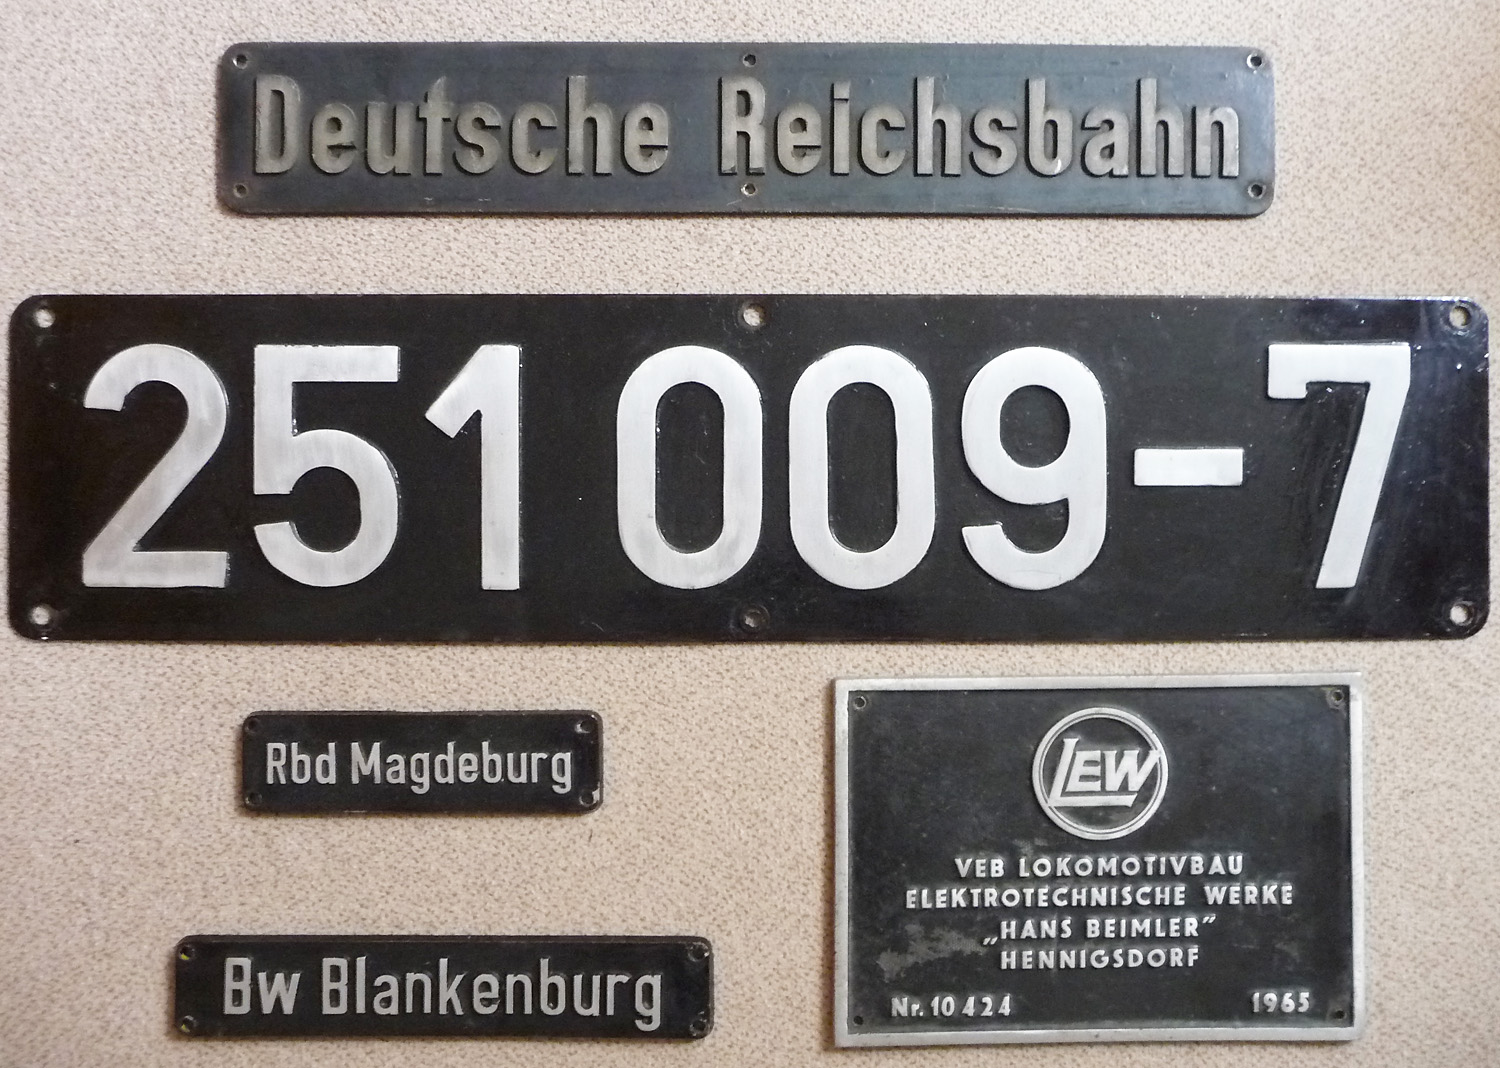 Deutsche Reichsbahn
251 009-7
Rbd Magdeburg
Bw Blankenburg
LEW
VEB LOKOMOTIVBAU
ELEKTROTECHNISCHE WERKE
„HANS BEIMLER”
HENNIGSDORF
Nr. 10 424 1965